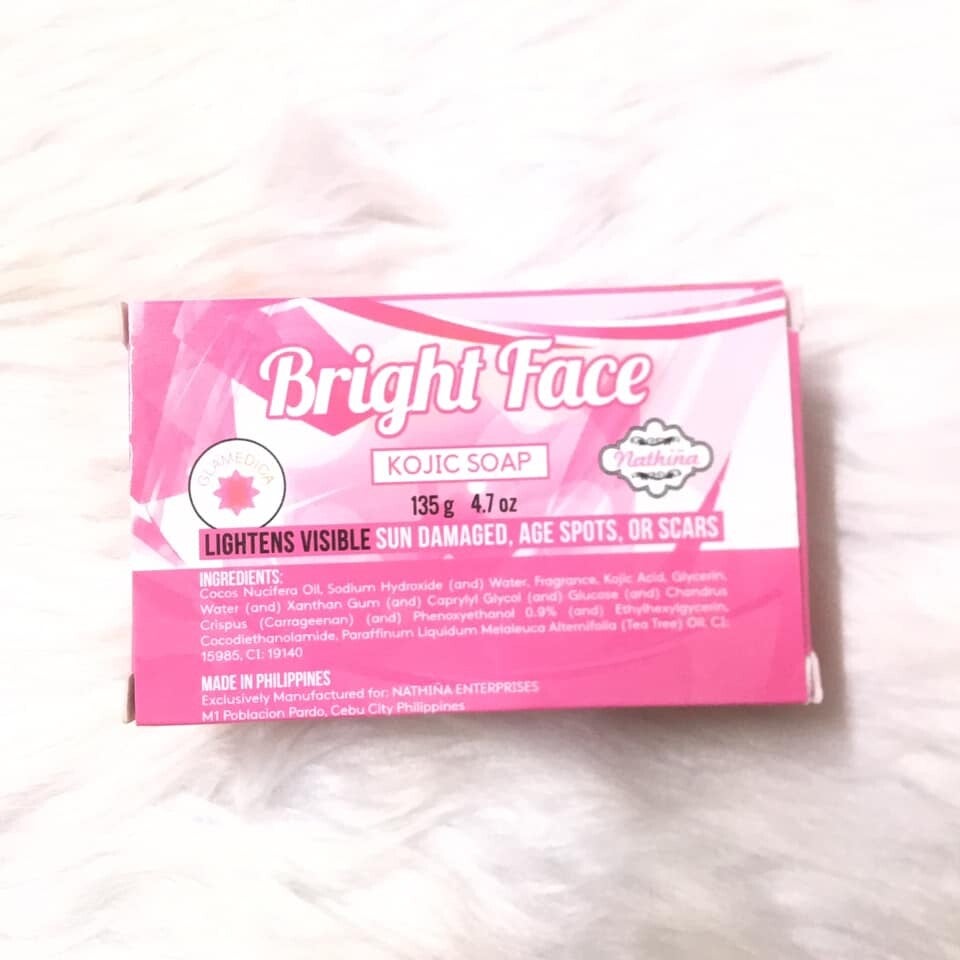 Bright Face
GLAMEDICA
KOJIC SOAP
Nathiña
135 g 4.7 oz
LIGHTENS VISIBLE SUN DAMAGED, AGE SPOTS, OR SCARS
INGREDIENTS:
Cocos Nucifera Oil, Sodium Hydroxide (and) Water, Fragrance, Kojic Acid, Glycerin,
Water (and) Xanthan Gum (and) Caprylyl Glycol (and) Glucose (and) Chondrus
Crispus (Carrageenan) (and) Phenoxyethanol 0.9% (and) Ethylhexylgycerin,
Cocodiethanolamide, Paraffinum Liquidum Melaleuca Alternifolia (Tea Tree) Oil, CI:
15985, CI: 19140
MADE IN PHILIPPINES
Exclusively Manufactured for: NATHIÑA ENTERPRISES
M1 Poblacion Pardo, Cebu City Philippines